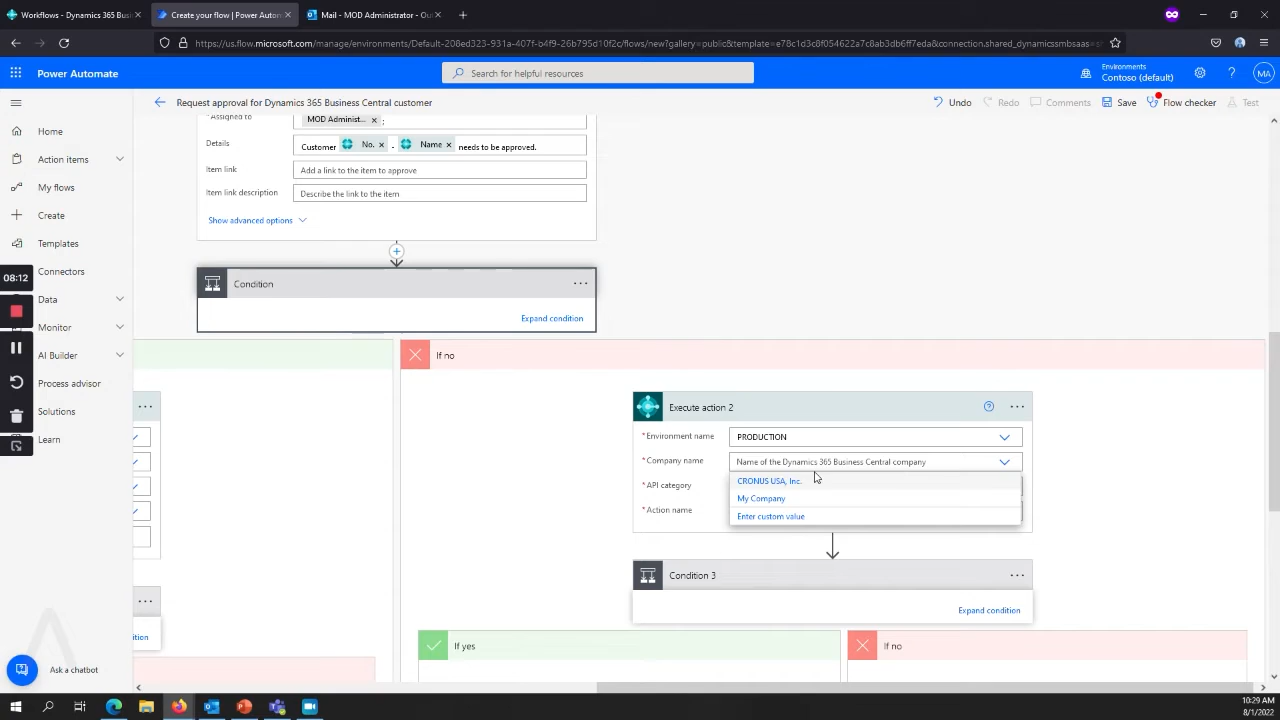 Workflows - Dynamics 365 Busi
Create your flow | Power Automa
Mail - MOD Administrator - Out
https://us.flow.microsoft.com/manage/environments/Default-208ed323-931a-407f-b4f9-26b795d10f2c/flows/new?gallery=public&template=e78c1d3c8f054622a7c8ab3db6ff7eda&connection.shared_dynamicssmbsaas=
Power Automate
Search for helpful resources
Environments
Contoso (default)
MA
Request approval for Dynamics 365 Business Central customer
Undo
Redo
Comments
Save
Flow checker
Test
Home
Action items
My flows
Create
Templates
Connectors
Data
Monitor
AI Builder
Process advisor
Solutions
Learn
Ask a chatbot
08:12
* Assigned to
MOD Administ... ×
;
Details
Customer No. × - Name × needs to be approved.
Item link
Add a link to the item to approve
Item link description
Describe the link to the item
Show advanced options
Condition
Expand condition
If no
Execute action 2
* Environment name
PRODUCTION
* Company name
Name of the Dynamics 365 Business Central company
* API category
CRONUS USA, Inc.
My Company
* Action name
Enter custom value
Condition 3
Expand condition
dition
If yes
If no
10:29 AM
8/1/2022